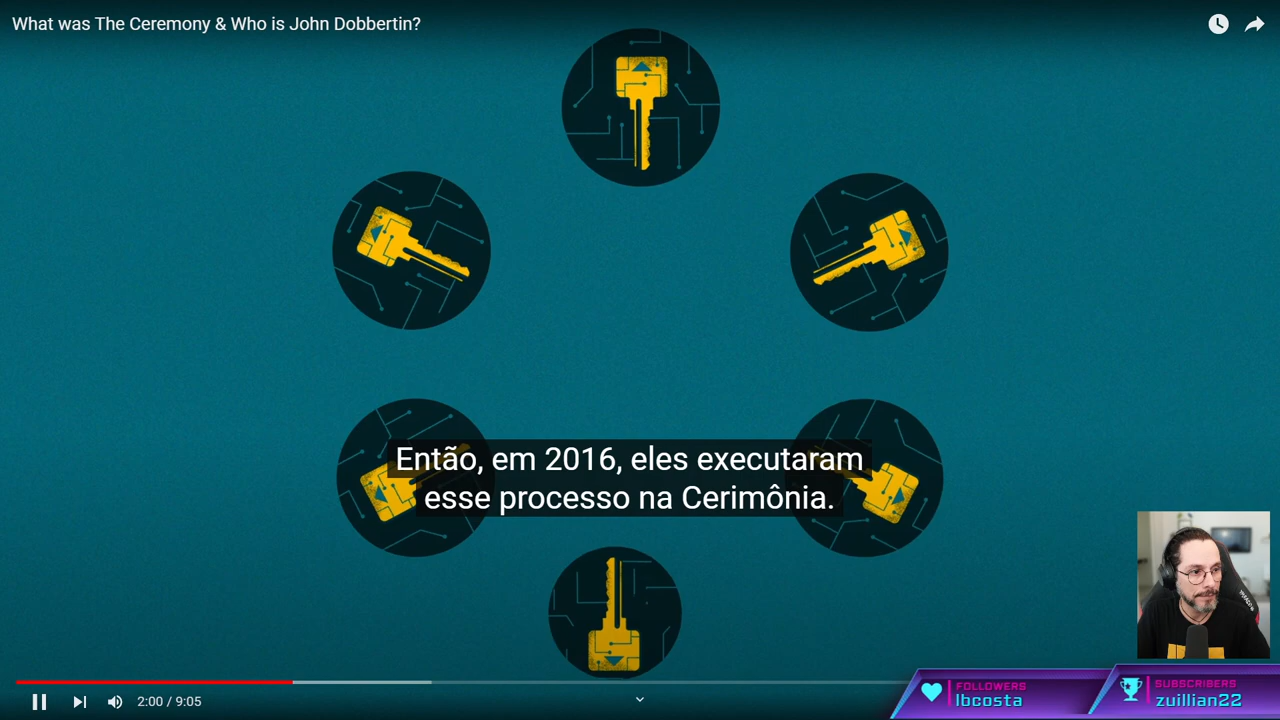 What was The Ceremony & Who is John Dobbertin?
Então, em 2016, eles executaram
esse processo na Cerimônia.
2:00 / 9:05
FOLLOWERS
lbcosta
SUBSCRIBERS
zuillian22